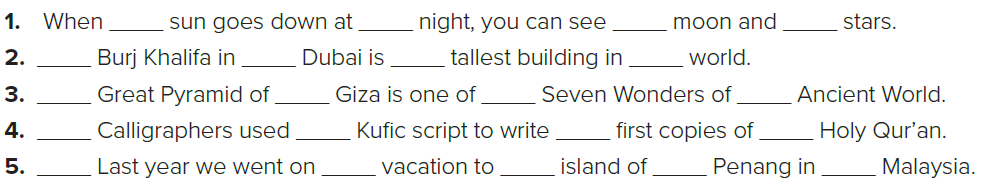 1. When _____ sun goes down at _____ night, you can see _____ moon and _____ stars.
2. _____ Burj Khalifa in _____ Dubai is _____ tallest building in _____ world.
3. _____ Great Pyramid of _____ Giza is one of _____ Seven Wonders of _____ Ancient World.
4. _____ Calligraphers used _____ Kufic script to write _____ first copies of _____ Holy Qur’an.
5. _____ Last year we went on _____ vacation to _____ island of _____ Penang in _____ Malaysia.